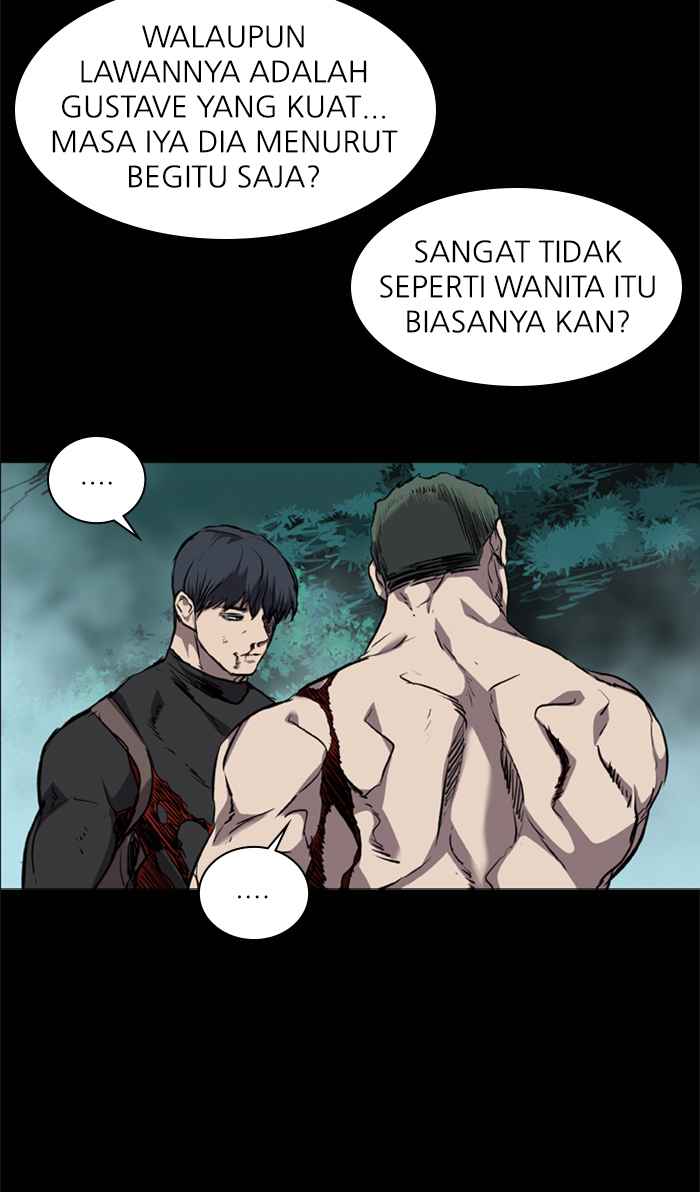 WALAUPUN
LAWANNYA ADALAH
GUSTAVE YANG KUAT...
MASA IYA DIA MENURUT
BEGITU SAJA?
SANGAT TIDAK
SEPERTI WANITA ITU
BIASANYA KAN?
....
....